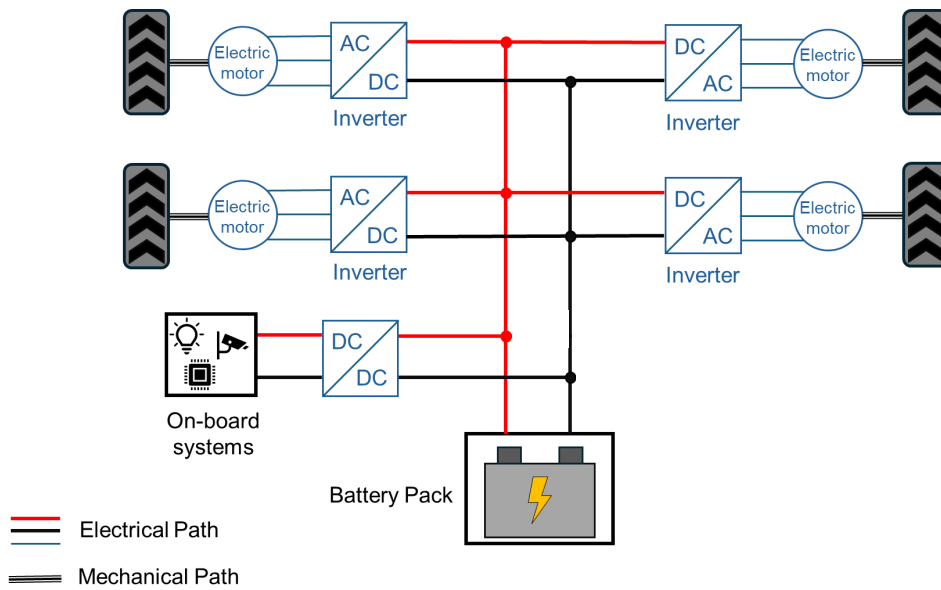 Electric
motor
AC
DC
Inverter
DC
AC
Inverter
Electric
motor
Electric
motor
AC
DC
Inverter
DC
AC
Inverter
Electric
motor
DC
DC
On-board
systems
Battery Pack
Electrical Path
Mechanical Path